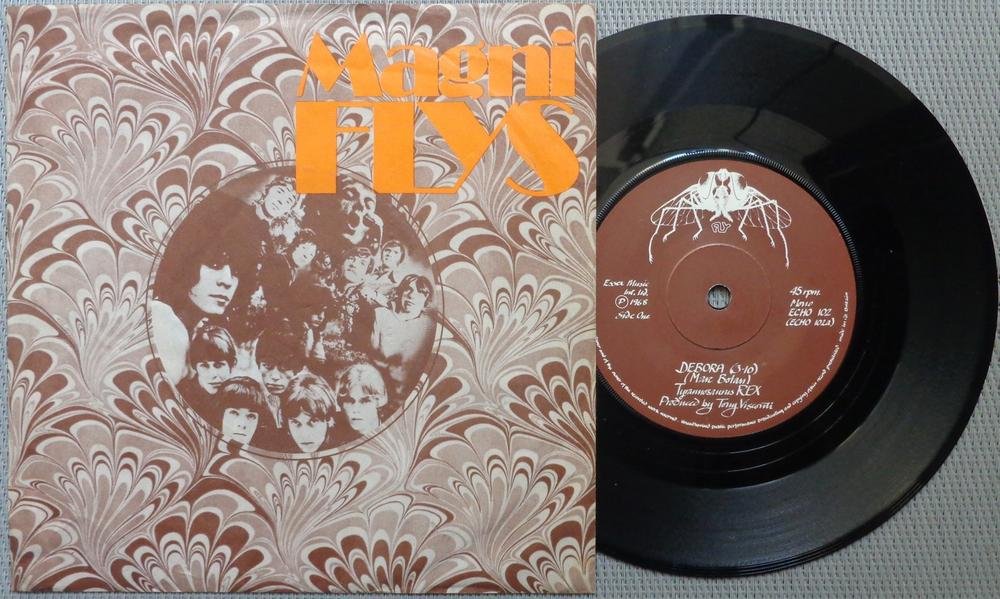 Magni
FLYS
FLY
Essex Music
Int. Ltd.
℗ 1968
Side One
45 rpm.
Mono
ECHO 102
(ECHO 102a)
DEBORA (3·10)
(Marc Bolan)
Tyrannosaurus REX
Produced by Tony Visconti